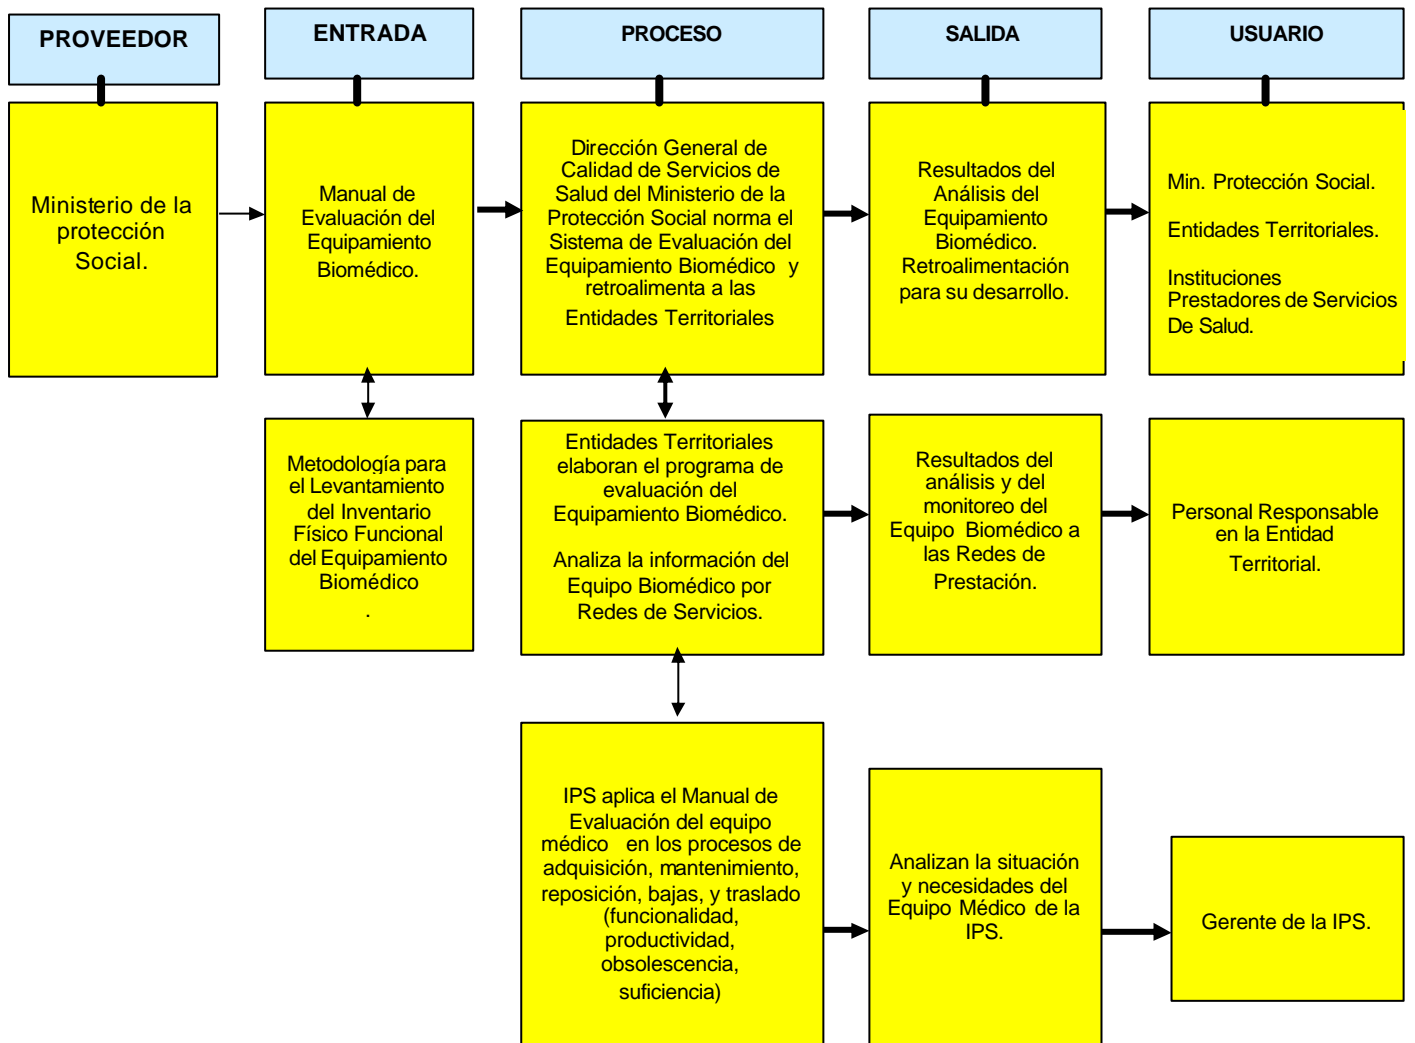 PROVEEDOR
ENTRADA
PROCESO
SALIDA
USUARIO
Ministerio de la
protección
Social.
Manual de
Evaluación del
Equipamiento
Biomédico.
Dirección General de
Calidad de Servicios de
Salud del Ministerio de la
Protección Social norma el
Sistema de Evaluación del
Equipamiento Biomédico y
retroalimenta a las
Entidades Territoriales
Resultados del
Análisis del
Equipamiento
Biomédico.
Retroalimentación
para su desarrollo.
Min. Protección Social.
Entidades Territoriales.
Instituciones
Prestadores de Servicios
De Salud.
Metodología para
el Levantamiento
del Inventario
Físico Funcional
del Equipamiento
Biomédico
.
Entidades Territoriales
elaboran el programa de
evaluación del
Equipamiento Biomédico.
Analiza la información del
Equipo Biomédico por
Redes de Servicios.
Resultados del
análisis y del
monitoreo del
Equipo Biomédico a
las Redes de
Prestación.
Personal Responsable
en la Entidad
Territorial.
IPS aplica el Manual de
Evaluación del equipo
médico en los procesos de
adquisición, mantenimiento,
reposición, bajas, y traslado
(funcionalidad,
productividad,
obsolescencia,
suficiencia)
Analizan la situación
y necesidades del
Equipo Médico de la
IPS.
Gerente de la IPS.